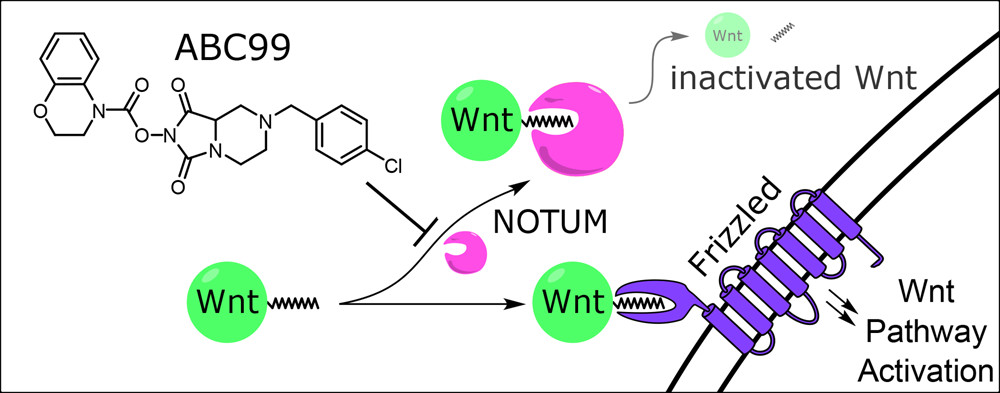 ABC99
O
N
O
O
O
N
N
O
N
Cl
Wnt
inactivated Wnt
Wnt
NOTUM
Frizzled
Wnt
Wnt
Wnt
Pathway
Activation